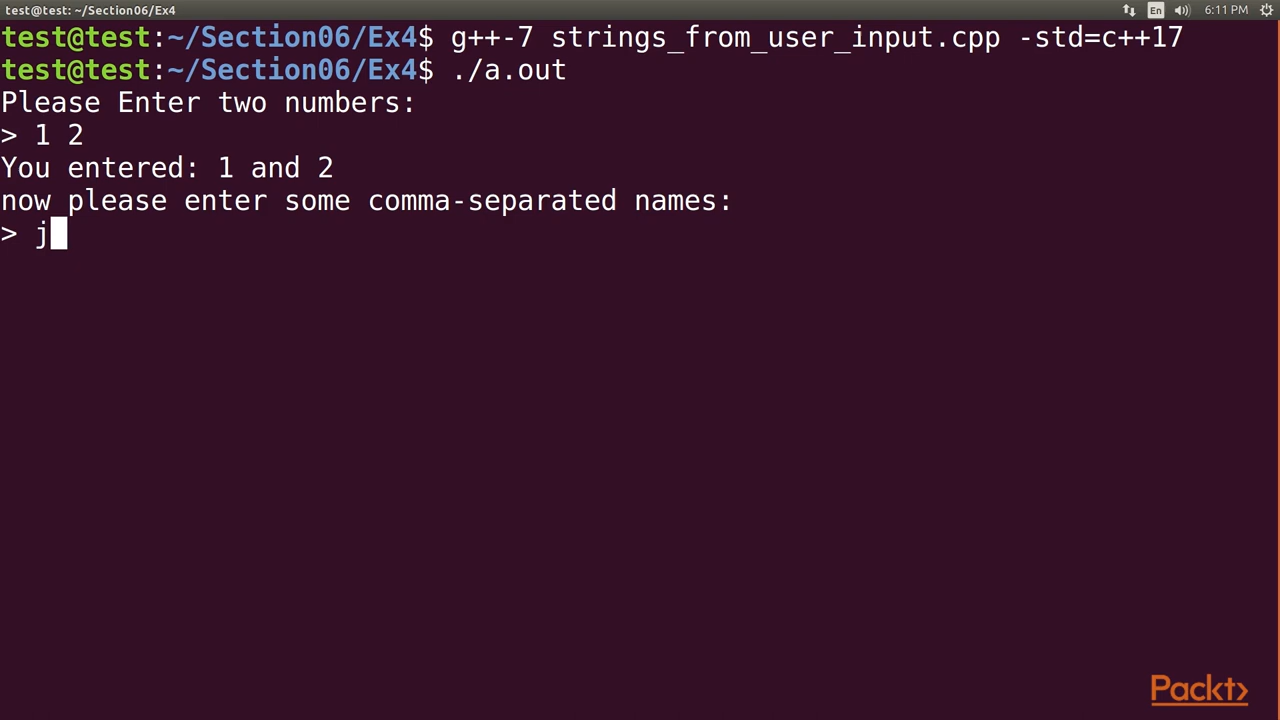 test@test: ~/Section06/Ex4
En
6:11 PM
test@test:~/Section06/Ex4$ g++-7 strings_from_user_input.cpp -std=c++17
test@test:~/Section06/Ex4$ ./a.out
Please Enter two numbers:
> 1 2
You entered: 1 and 2
now please enter some comma-separated names:
> j
Packt>